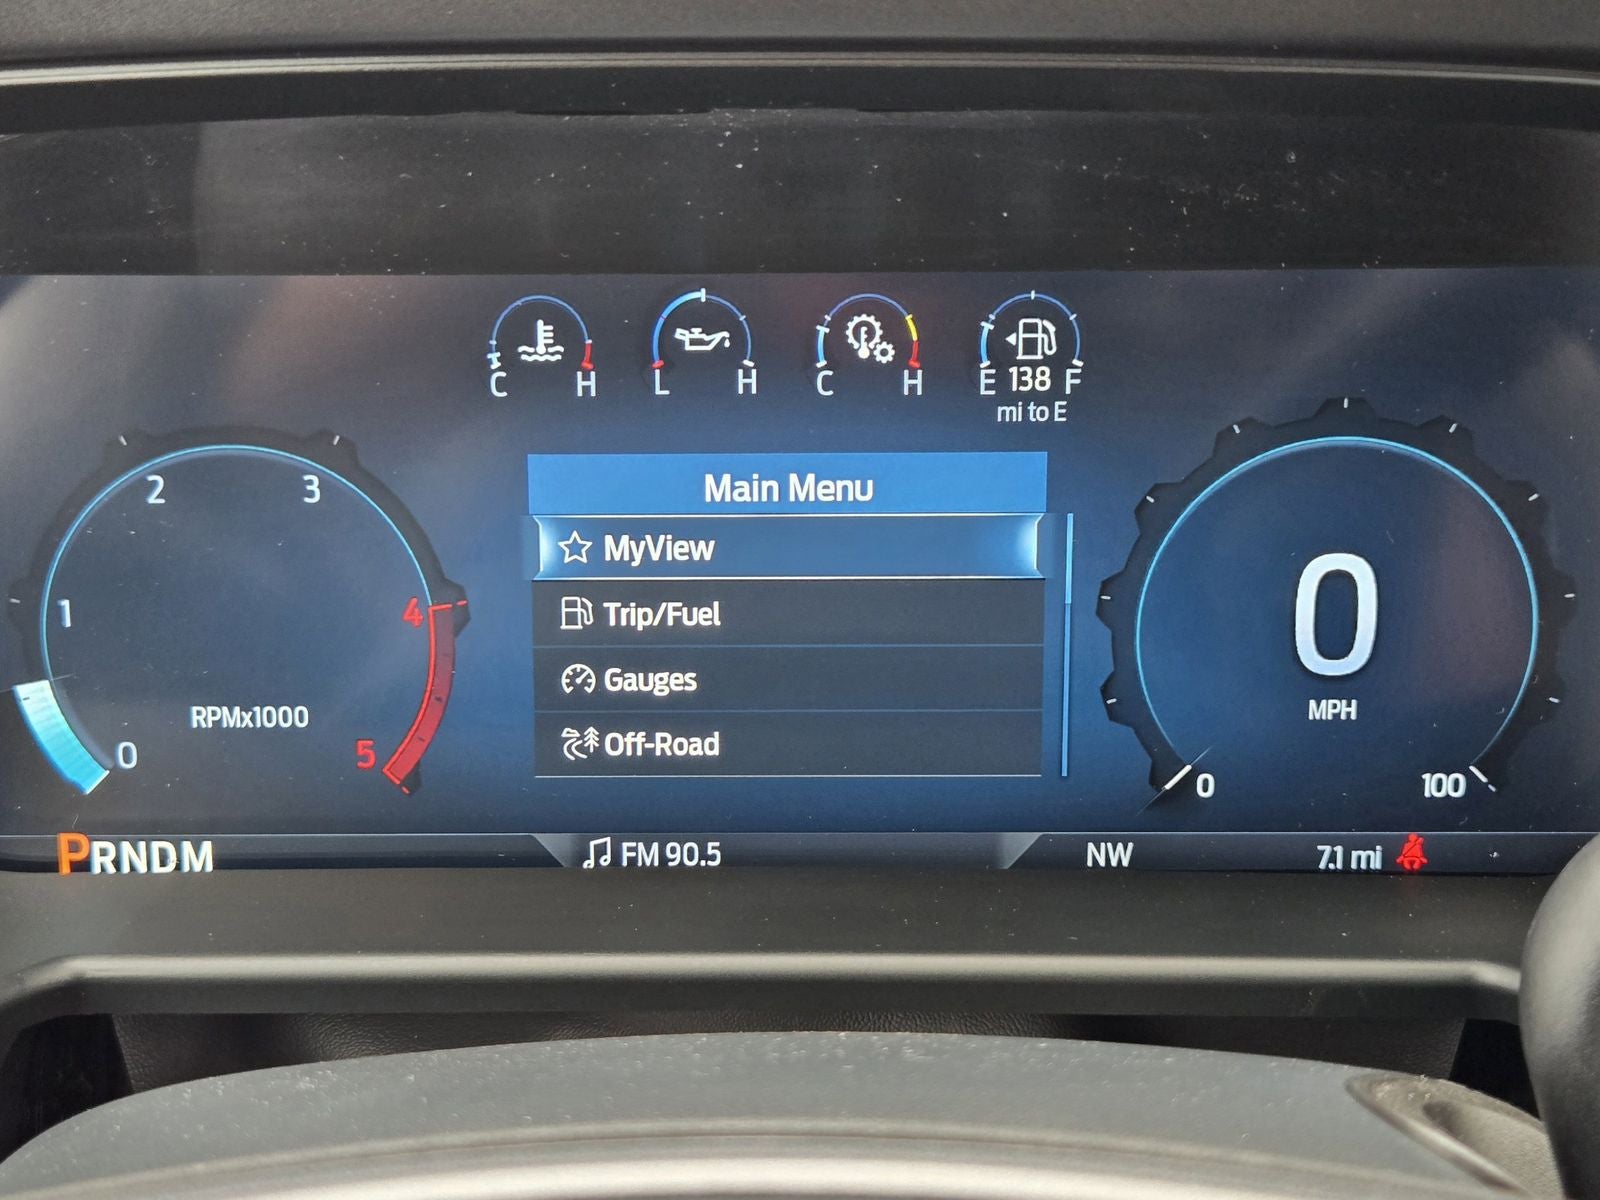 C H
L H
C H
E 138 F
mi to E
Main Menu
MyView
Trip/Fuel
Gauges
Off-Road
0
1
2
3
4
5
RPMx1000
0
MPH
0
100
PRNDM
FM 90.5
NW
7.1 mi